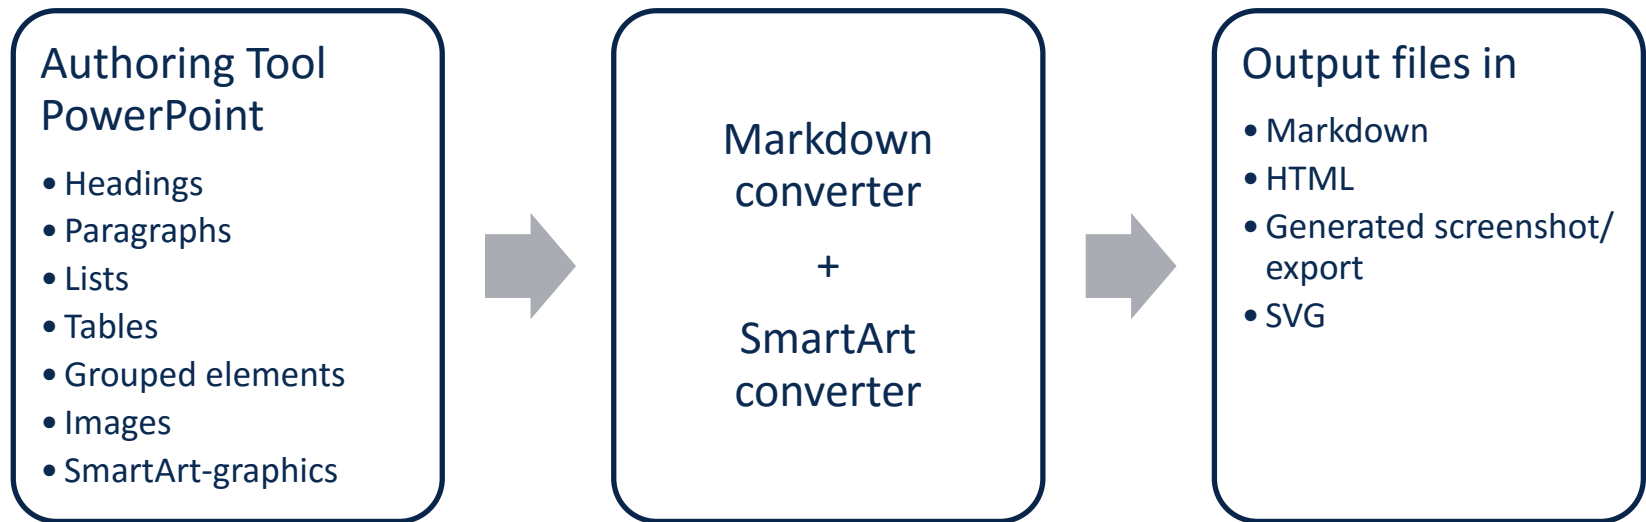 Authoring Tool
PowerPoint
• Headings
• Paragraphs
• Lists
• Tables
• Grouped elements
• Images
• SmartArt-graphics
Markdown
converter
+
SmartArt
converter
Output files in
• Markdown
• HTML
• Generated screenshot/
export
• SVG